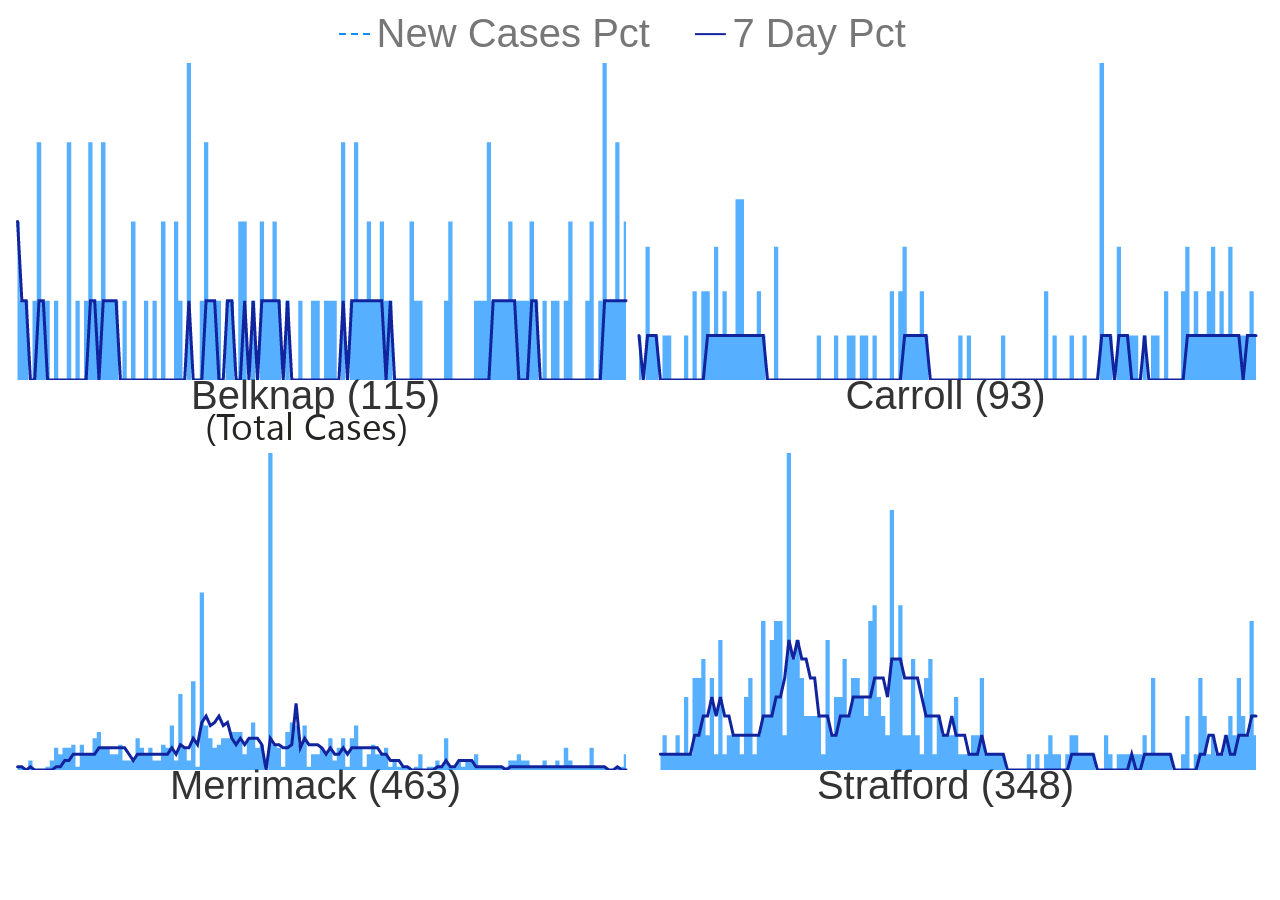 New Cases Pct 7 Day Pct
Belknap (115) Carroll (93)
(Total Cases)
Merrimack (463) Strafford (348)